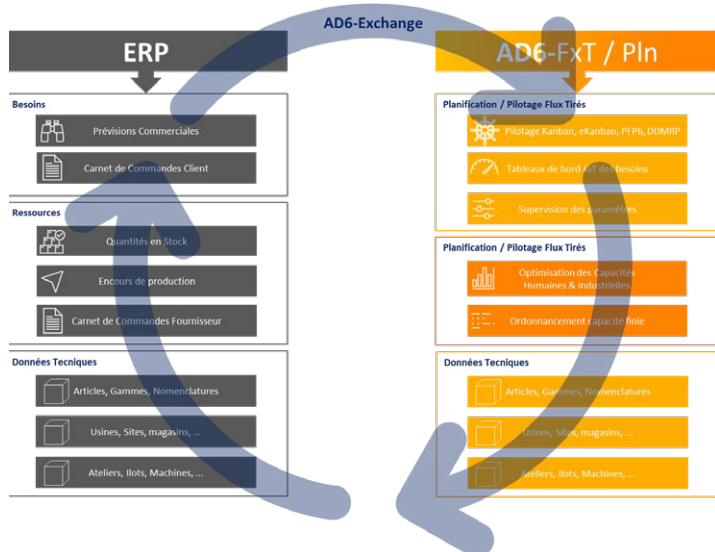 AD6-Exchange
ERP
Besoins
Prévisions Commerciales
Carnet de Commandes Client
Ressources
Quantités en Stock
Encours de production
Carnet de Commandes Fournisseur
Données Tecniques
Articles, Gammes, Nomenclatures
Usines, Sites, magasins, ...
Ateliers, Ilots, Machines, ...
AD6-FxT / Pln
Planification / Pilotage Flux Tirés
Pilotage Kanban, eKanban, PFP6, DDMRP
Tableaux de bord JaT des besoins
Supervision des paramètres
Planification / Pilotage Flux Tirés
Optimisation des Capacités
Humaines & industrielles
Ordonnancement capacité finie
Données Tecniques
Articles, Gammes, Nomenclatures
Usines, Sites, magasins, ...
Ateliers, Ilots, Machines, ...